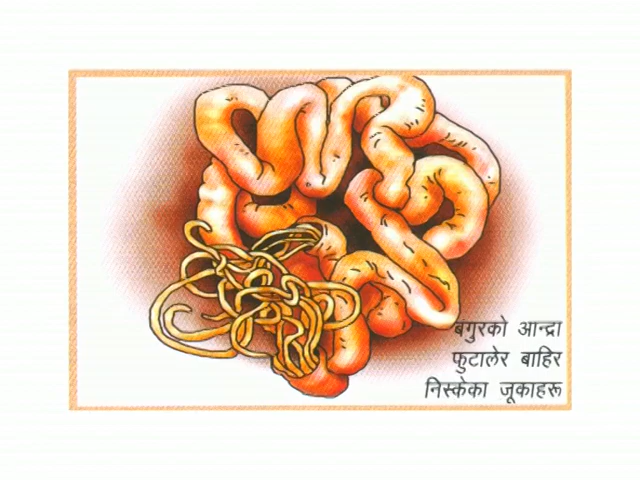 बंगुरको आन्द्रा
फुटालेर बाहिर
निस्केका जूकाहरू